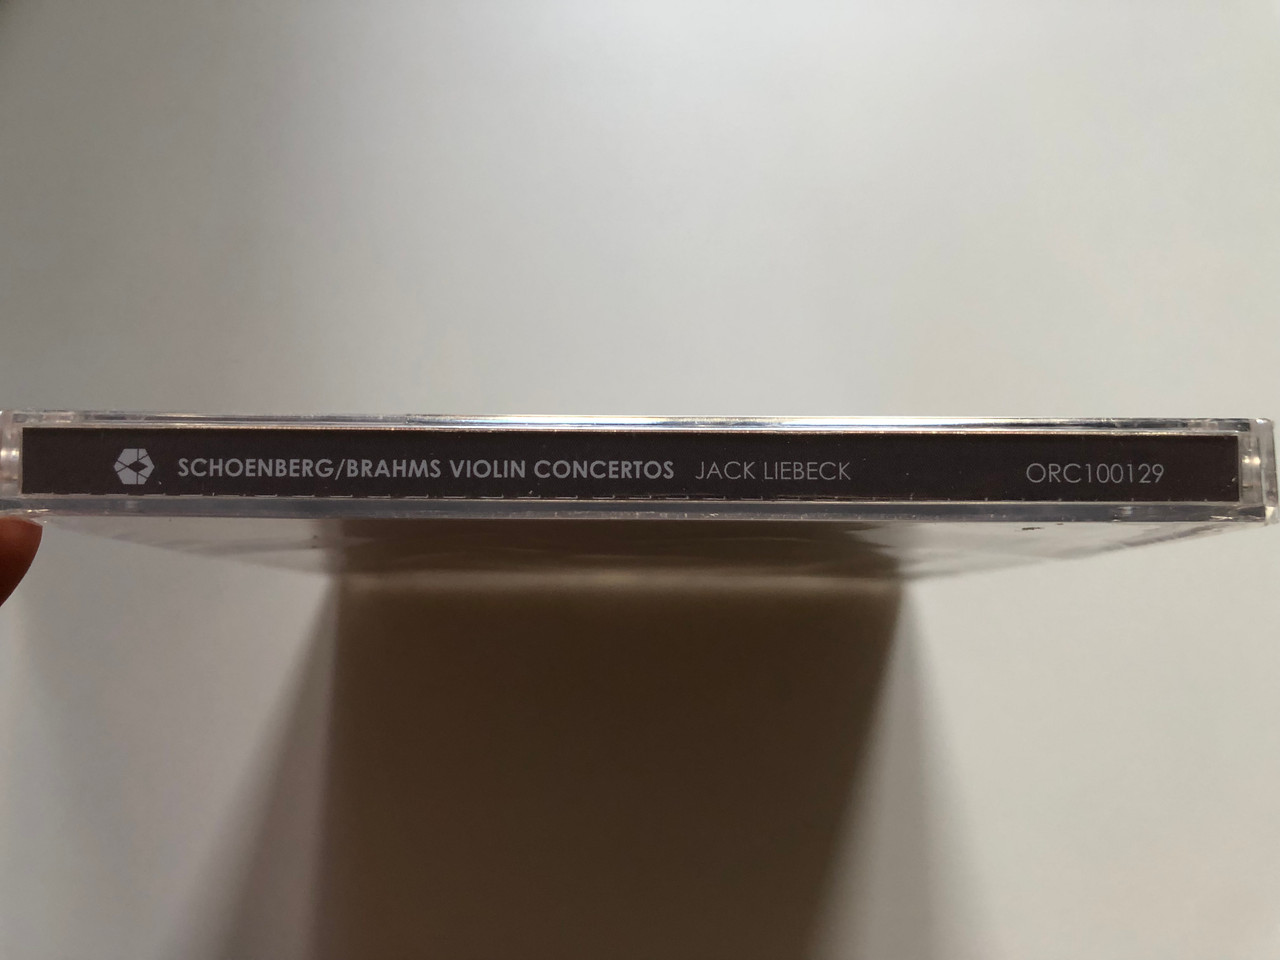 SCHOENBERG/BRAHMS VIOLIN CONCERTOS JACK LIEBECK ORC100129